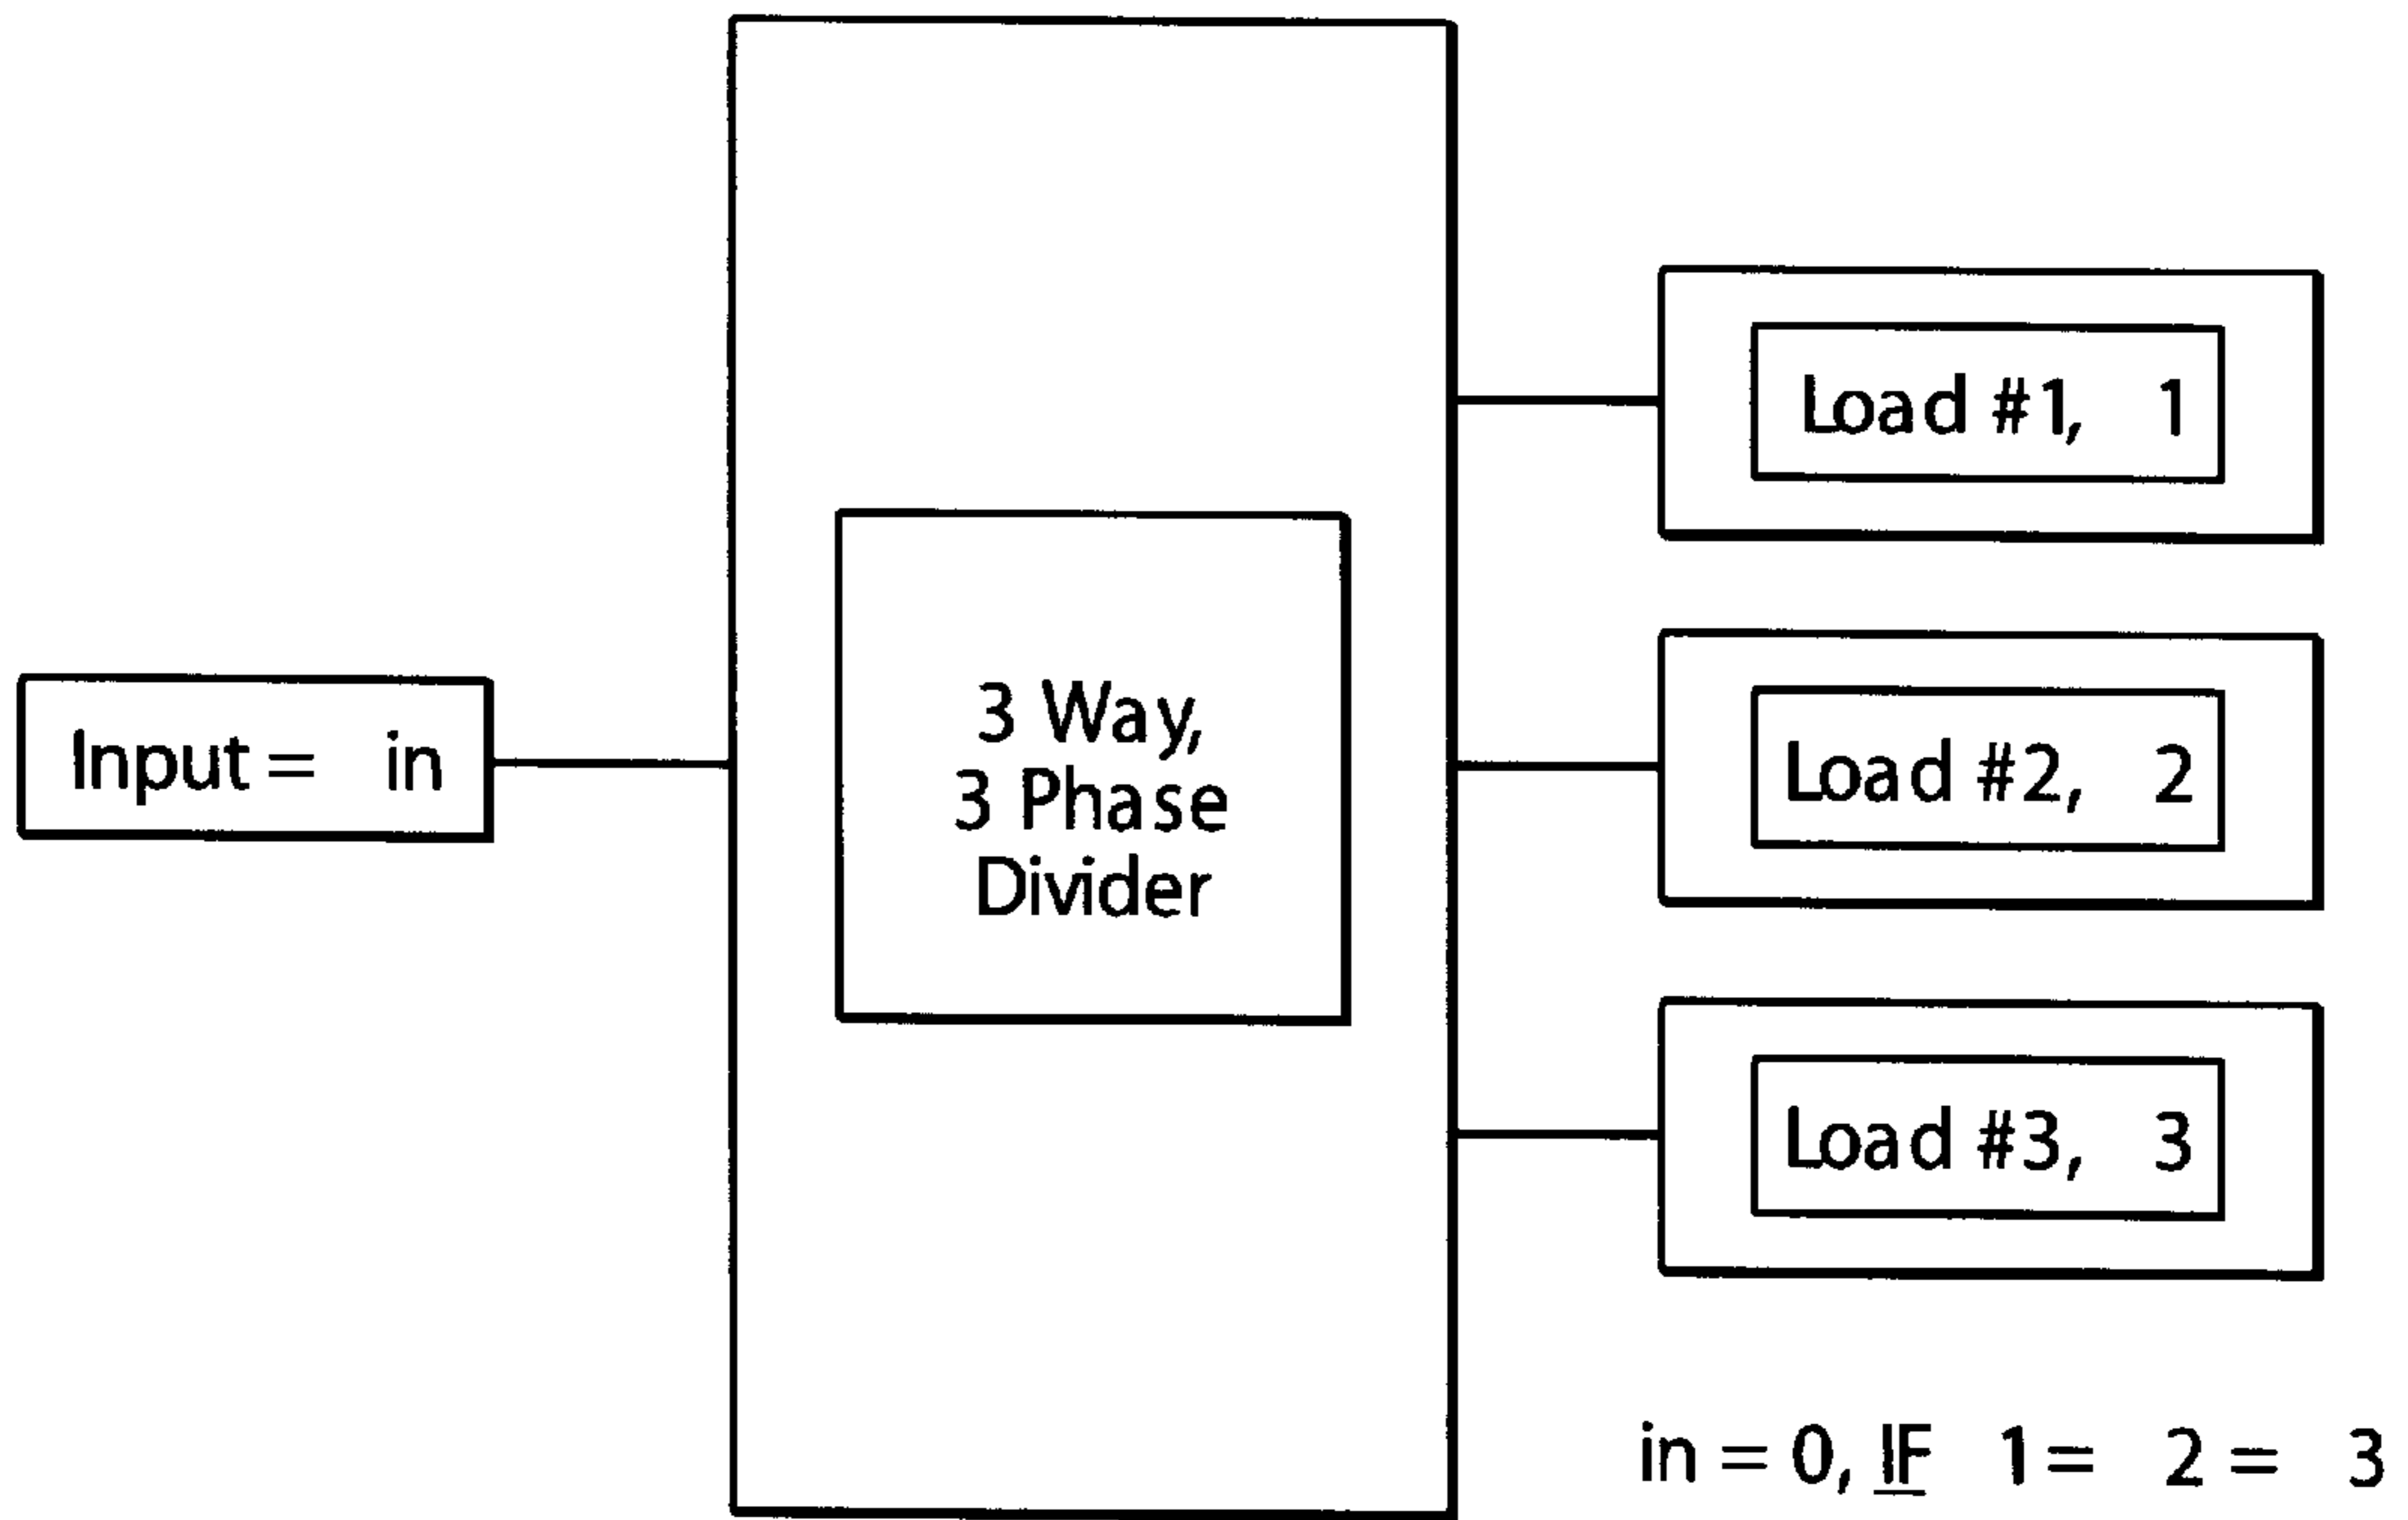 Input = in
3 Way,
3 Phase
Divider
Load #1, 1
Load #2, 2
Load #3, 3
in = 0, IF 1 = 2 = 3